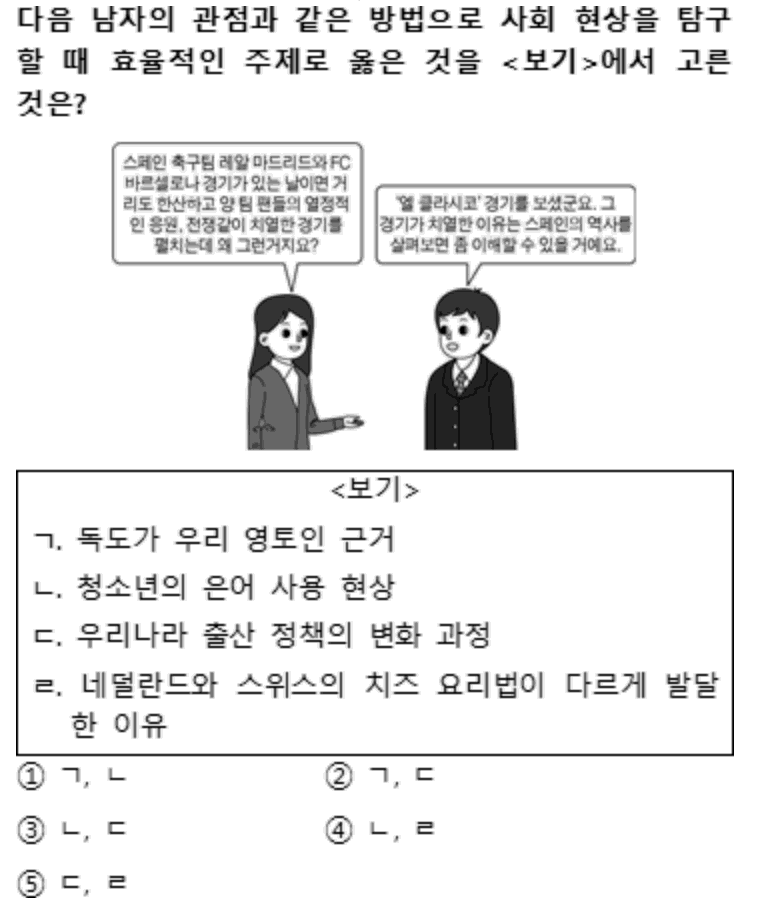 다음 남자의 관점과 같은 방법으로 사회 현상을 탐구
할 때 효율적인 주제로 옳은 것을 <보기>에서 고른
것은?
스페인 축구팀 레알 마드리드와 FC
바르셀로나 경기가 있는 날이면 거
리도 한산하고 양 팀 팬들의 열정적
인 응원, 전쟁같이 치열한 경기를
펼치는데 왜 그런거지요?
'엘 클라시코' 경기를 보셨군요. 그
경기가 치열한 이유는 스페인의 역사를
살펴보면 좀 이해할 수 있을 거예요.
<보기>
ㄱ. 독도가 우리 영토인 근거
ㄴ. 청소년의 은어 사용 현상
ㄷ. 우리나라 출산 정책의 변화 과정
ㄹ. 네덜란드와 스위스의 치즈 요리법이 다르게 발달
한 이유
① ㄱ, ㄴ ② ㄱ, ㄷ
③ ㄴ, ㄷ ④ ㄴ, ㄹ
⑤ ㄷ, ㄹ